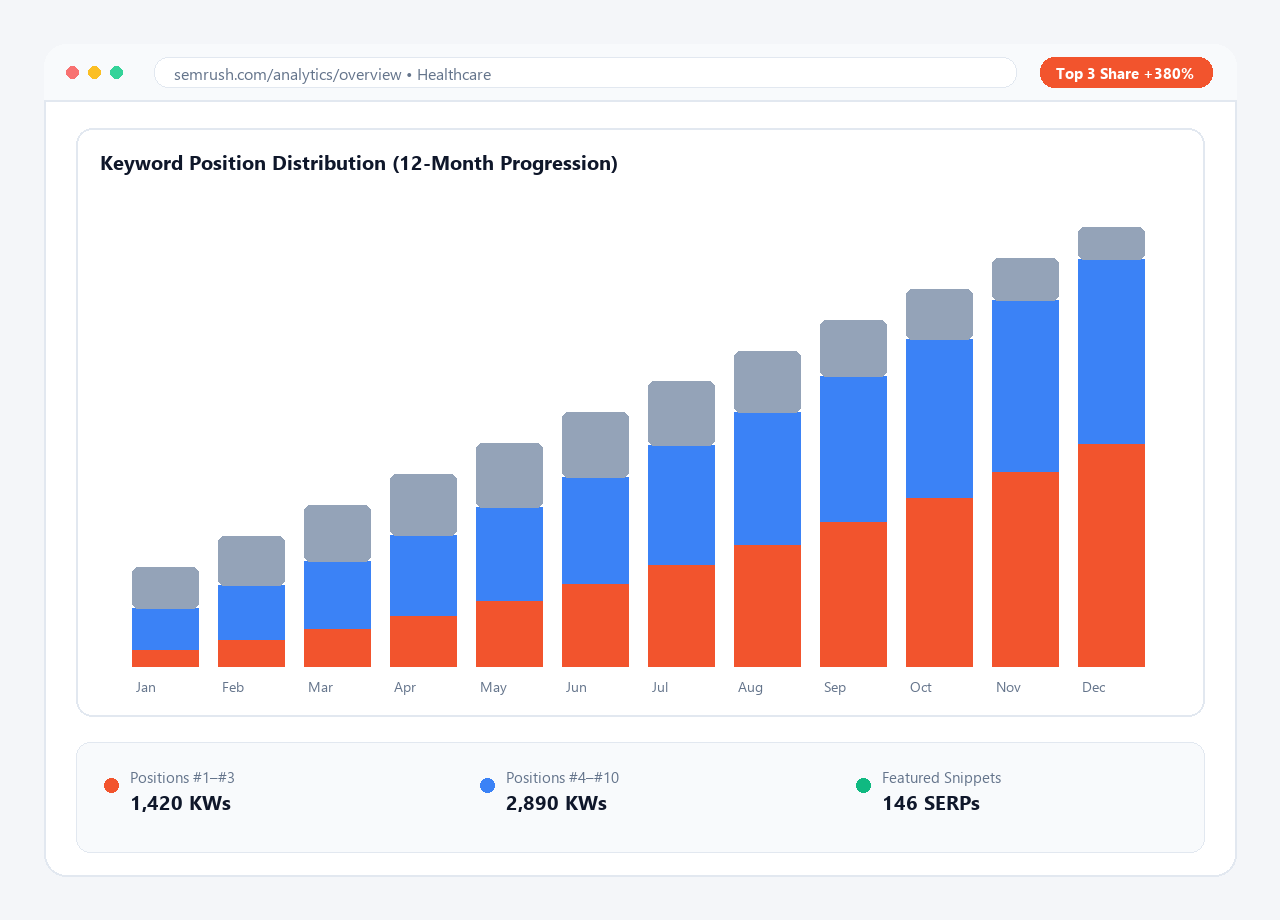 semrush.com/analytics/overview • Healthcare
Top 3 Share +380%
Keyword Position Distribution (12-Month Progression)
Jan Feb Mar Apr May Jun Jul Aug Sep Oct Nov Dec
Positions #1–#3
1,420 KWs
Positions #4–#10
2,890 KWs
Featured Snippets
146 SERPs